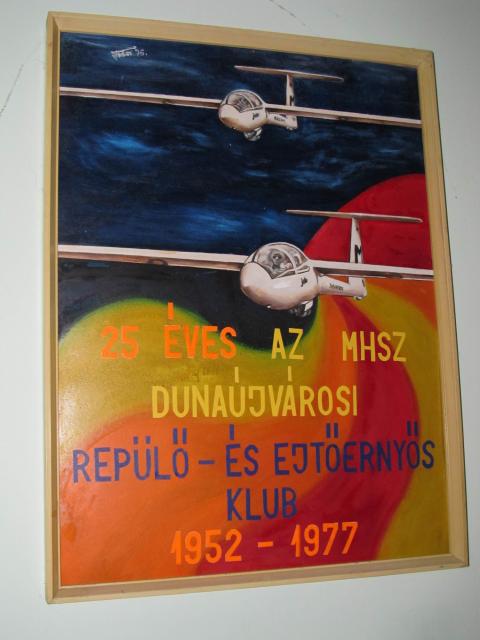 25 ÉVES AZ MHSZ
DUNAÚJVÁROSI
REPÜLŐ - ÉS EJTŐERNYŐS
KLUB
1952 - 1977